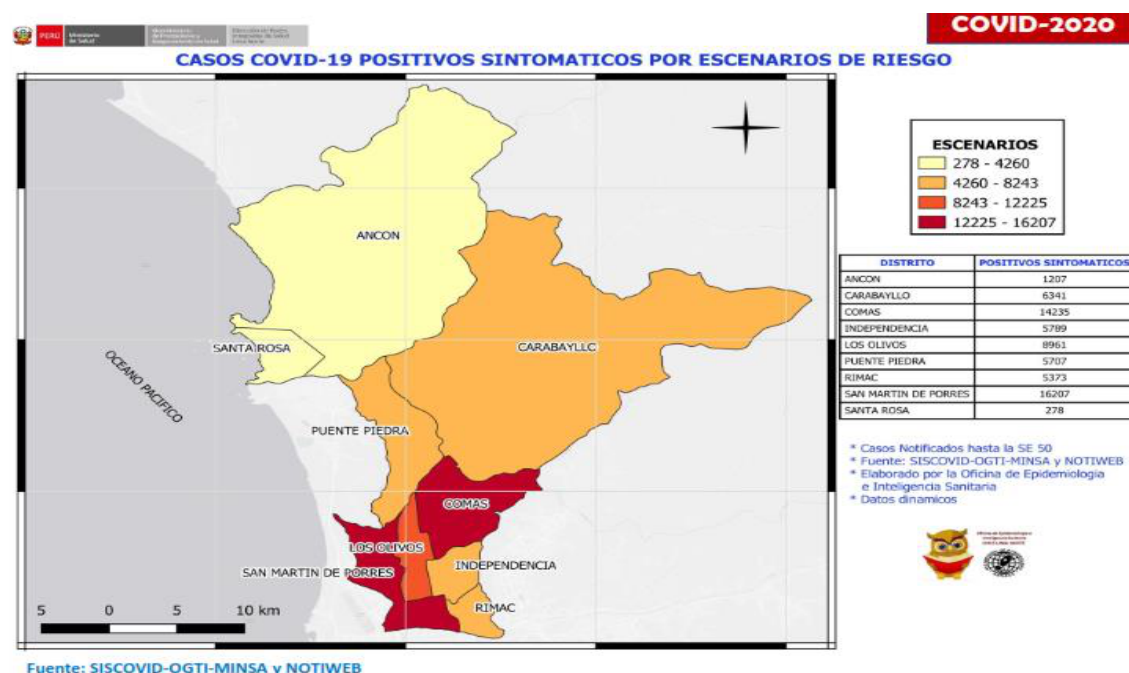 COVID-2020
PERÚ
Ministerio
de Salud
CASOS COVID-19 POSITIVOS SINTOMATICOS POR ESCENARIOS DE RIESGO
ANCON
SANTA ROSA
CARABAYLLC
OCEANO PACIFICO
PUENTE PIEDRA
COMAS
LOS OLIVOS
SAN MARTIN DE PORRES
INDEPENDENCIA
RIMAC
5 0 5 10 km
ESCENARIOS
278 - 4260
4260 - 8243
8243 - 12225
12225 - 16207
DISTRITO POSITIVOS SINTOMATICOS
ANCON 1207
CARABAYLLO 6341
COMAS 14235
INDEPENDENCIA 5789
LOS OLIVOS 8961
PUENTE PIEDRA 5707
RIMAC 5373
SAN MARTIN DE PORRES 16207
SANTA ROSA 278
* Casos Notificados hasta la SE 50
* Fuente: SISCOVID-OGTI-MINSA y NOTIWEB
* Elaborado por la Oficina de Epidemiologia
e Inteligencia Sanitaria
* Datos dinamicos
Fuente: SISCOVID-OGTI-MINSA y NOTIWEB